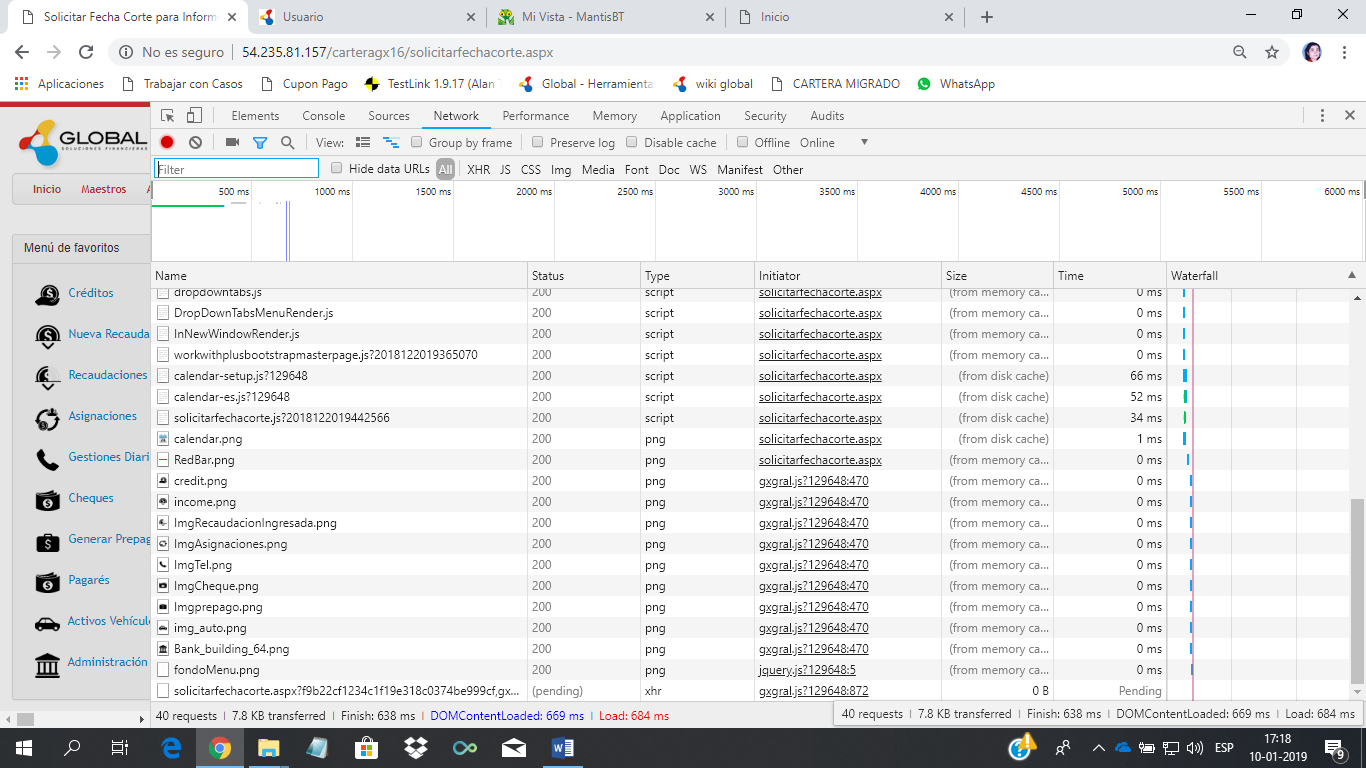 Solicitar Fecha Corte para Inform
Usuario
Mi Vista - MantisBT
Inicio
No es seguro
54.235.81.157/carteragx16/solicitarfechacorte.aspx
Aplicaciones
Trabajar con Casos
Cupon Pago
TestLink 1.9.17 (Alan
Global - Herramienta
wiki global
CARTERA MIGRADO
WhatsApp
GLOBAL
SOLUCIONES FINANCIERAS
Inicio Maestros A
Menú de favoritos
Créditos
Nueva Recauda
Recaudaciones
Asignaciones
Gestiones Diari
Cheques
Generar Prepag
Pagarés
Activos Vehícul
Administración
Elements Console Sources Network Performance Memory Application Security Audits
View: Group by frame Preserve log Disable cache Offline Online
Filter Hide data URLs All XHR JS CSS Img Media Font Doc WS Manifest Other
500 ms 1000 ms 1500 ms 2000 ms 2500 ms 3000 ms 3500 ms 4000 ms 4500 ms 5000 ms 5500 ms 6000 ms
Name Status Type Initiator Size Time Waterfall
dropdowntabs.js 200 script solicitarfechacorte.aspx (from memory ca... 0 ms
DropDownTabsMenuRender.js 200 script solicitarfechacorte.aspx (from memory ca... 0 ms
InNewWindowRender.js 200 script solicitarfechacorte.aspx (from memory ca... 0 ms
workwithplusbootstrapmasterpage.js?2018122019365070 200 script solicitarfechacorte.aspx (from memory ca... 0 ms
calendar-setup.js?129648 200 script solicitarfechacorte.aspx (from disk cache) 66 ms
calendar-es.js?129648 200 script solicitarfechacorte.aspx (from disk cache) 52 ms
solicitarfechacorte.js?2018122019442566 200 script solicitarfechacorte.aspx (from disk cache) 34 ms
calendar.png 200 png solicitarfechacorte.aspx (from disk cache) 1 ms
RedBar.png 200 png solicitarfechacorte.aspx (from memory ca... 0 ms
credit.png 200 png gxgral.js?129648:470 (from memory ca... 0 ms
income.png 200 png gxgral.js?129648:470 (from memory ca... 0 ms
ImgRecaudacionIngresada.png 200 png gxgral.js?129648:470 (from memory ca... 0 ms
ImgAsignaciones.png 200 png gxgral.js?129648:470 (from memory ca... 0 ms
ImgTel.png 200 png gxgral.js?129648:470 (from memory ca... 0 ms
ImgCheque.png 200 png gxgral.js?129648:470 (from memory ca... 0 ms
Imgprepago.png 200 png gxgral.js?129648:470 (from memory ca... 0 ms
img_auto.png 200 png gxgral.js?129648:470 (from memory ca... 0 ms
Bank_building_64.png 200 png gxgral.js?129648:470 (from memory ca... 0 ms
fondoMenu.png 200 png jquery.js?129648:5 (from memory ca... 0 ms
solicitarfechacorte.aspx?f9b22cf1234c1f19e318c0374be999cf,gx... (pending) xhr gxgral.js?129648:872 0 B Pending
40 requests | 7.8 KB transferred | Finish: 638 ms | DOMContentLoaded: 669 ms | Load: 684 ms
40 requests | 7.8 KB transferred | Finish: 638 ms | DOMContentLoaded: 669 ms | Load: 684 ms
ESP
17:18
10-01-2019
9